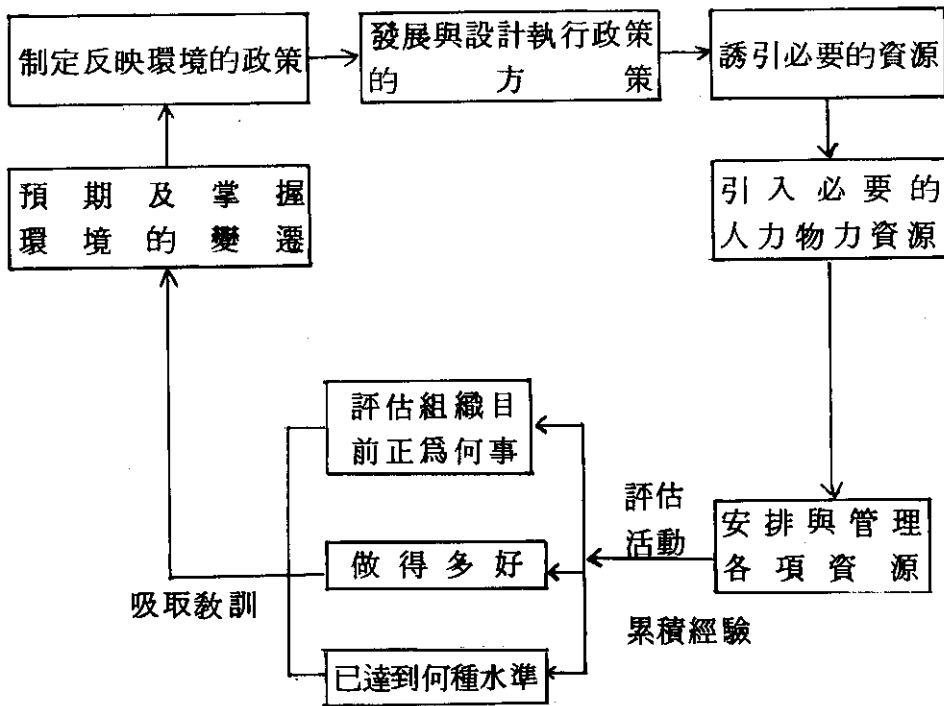 制定反映環境的政策
發展與設計執行政策
的方策
誘引必要的資源
預期及掌握
環境的變遷
引入必要的
人力物力資源
評估組織目
前正爲何事
評估
活動
安排與管理
各項資源
做得多好
吸取敎訓
累積經驗
已達到何種水準